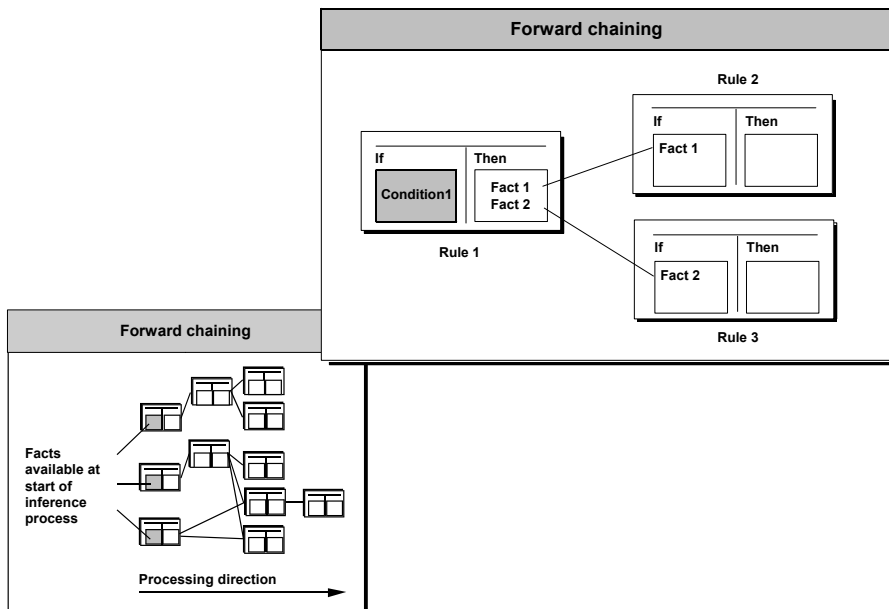 Forward chaining
Rule 2
If Then
Fact 1
If Then
Condition1
Fact 1
Fact 2
Rule 1
If Then
Fact 2
Rule 3
Forward chaining
Facts
available at
start of
inference
process
Processing direction